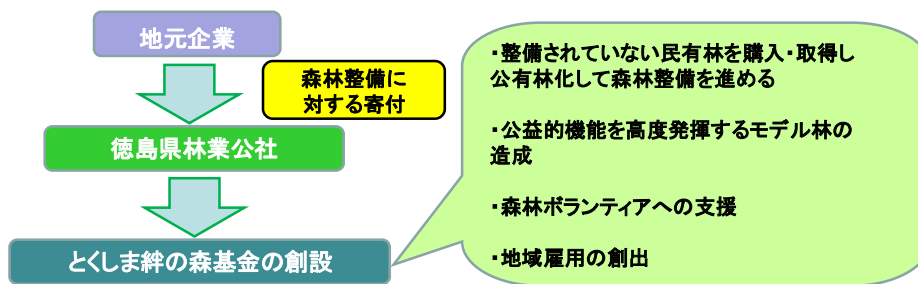 地元企業
森林整備に
対する寄付
徳島県林業公社
とくしま絆の森基金の創設
・整備されていない民有林を購入・取得し
公有林化して森林整備を進める
・公益的機能を高度発揮するモデル林の
造成
・森林ボランティアへの支援
・地域雇用の創出